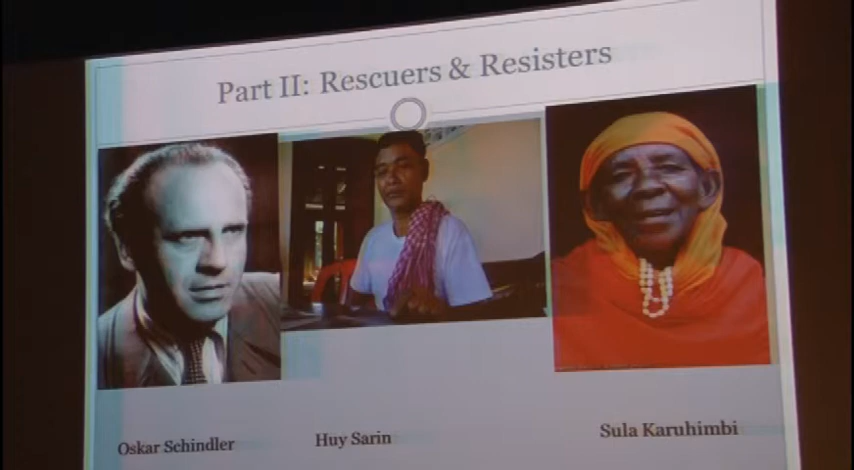 Part II: Rescuers & Resisters
Oskar Schindler
Huy Sarin
Sula Karuhimbi